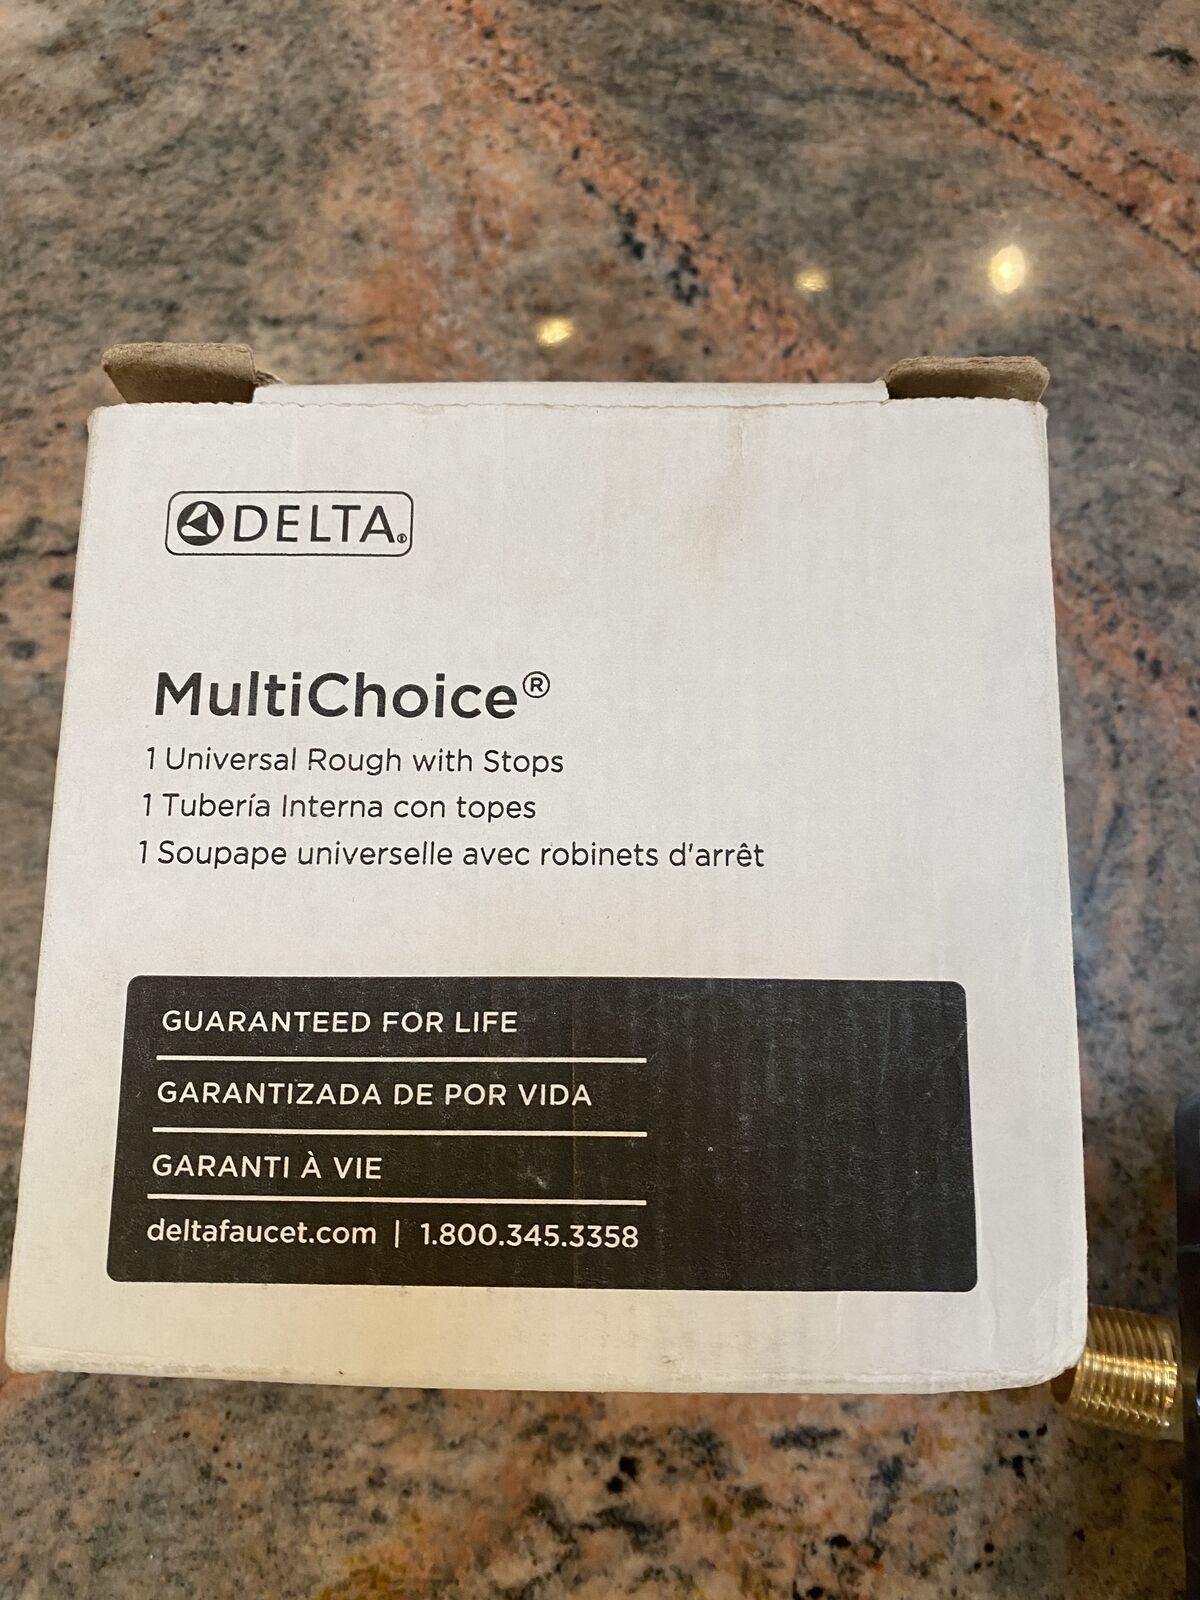 DELTA®
MultiChoice®
1 Universal Rough with Stops
1 Tubería Interna con topes
1 Soupape universelle avec robinets d'arrêt
GUARANTEED FOR LIFE
GARANTIZADA DE POR VIDA
GARANTI À VIE
deltafaucet.com | 1.800.345.3358